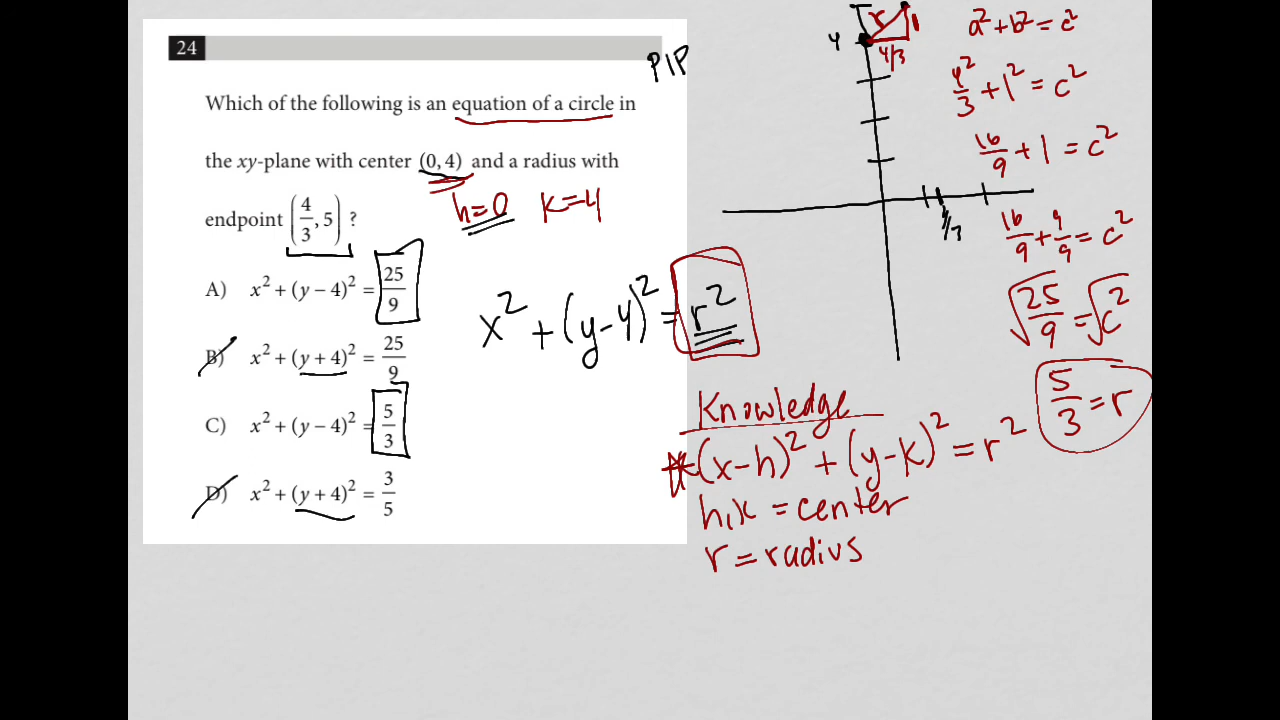 24
PIP
Which of the following is an equation of a circle in
the xy-plane with center (0, 4) and a radius with
endpoint (4/3, 5) ?
h=0 k=4
A) x² + (y − 4)² = 25/9
B) x² + (y + 4)² = 25/9
C) x² + (y − 4)² = 5/3
D) x² + (y + 4)² = 3/5
x² + (y-4)² = r²
4
r
1
4/3
a² + b² = c²
4²/3 + 1² = c²
16/9 + 1 = c²
16/9 + 9/9 = c²
√25/9 = √c²
5/3 = r
Knowledge
(x-h)² + (y-k)² = r²
h,k = center
r = radius